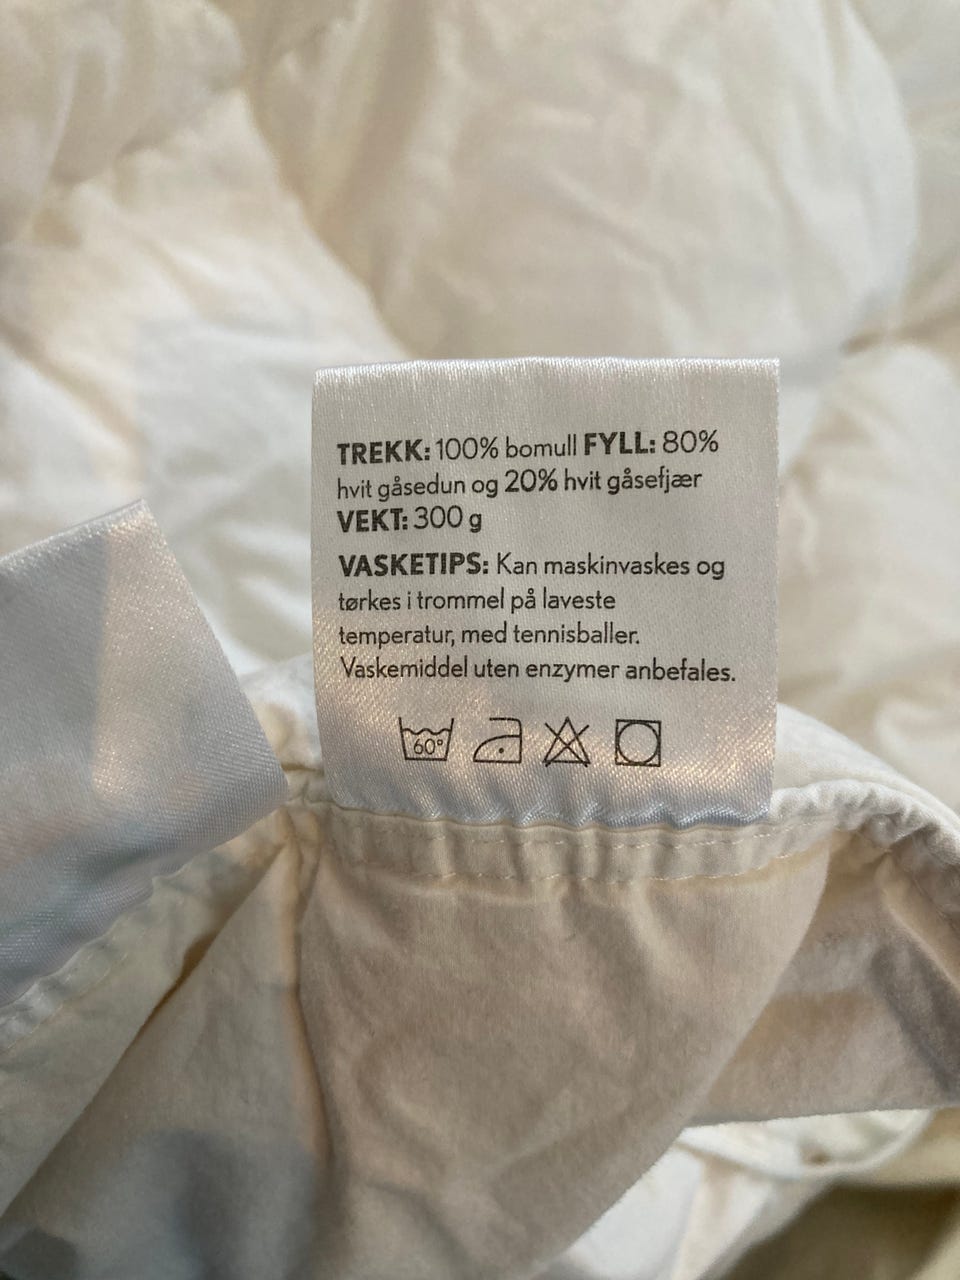 TREKK: 100% bomull FYLL: 80%
hvit gåsedun og 20% hvit gåsefjær
VEKT: 300 g
VASKETIPS: Kan maskinvaskes og
tørkes i trommel på laveste
temperatur, med tennisballer.
Vaskemiddel uten enzymer anbefales.
60°